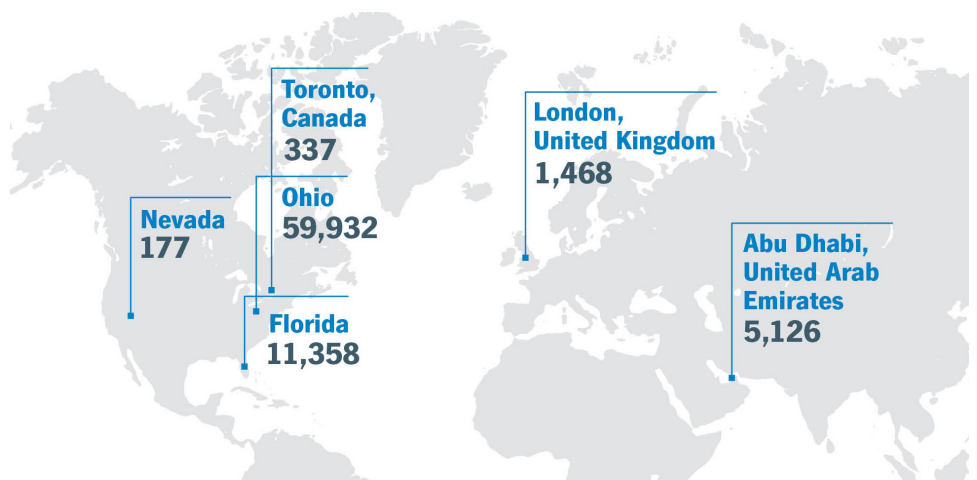 Toronto,
Canada
337
Ohio
59,932
Nevada
177
Florida
11,358
London,
United Kingdom
1,468
Abu Dhabi,
United Arab
Emirates
5,126